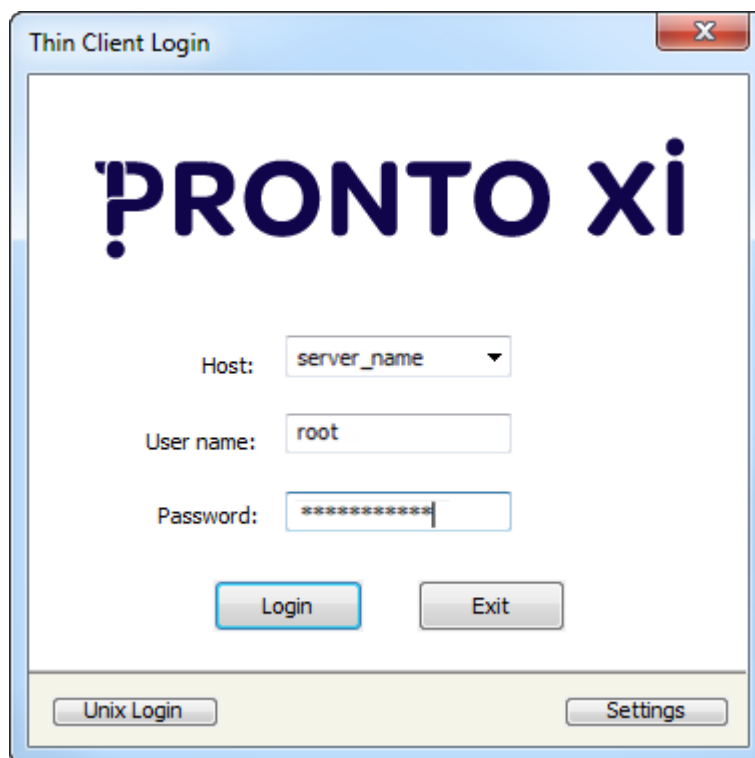 Thin Client Login
PRONTO Xi
Host: server_name
User name: root
Password: ***********
Login Exit
Unix Login Settings